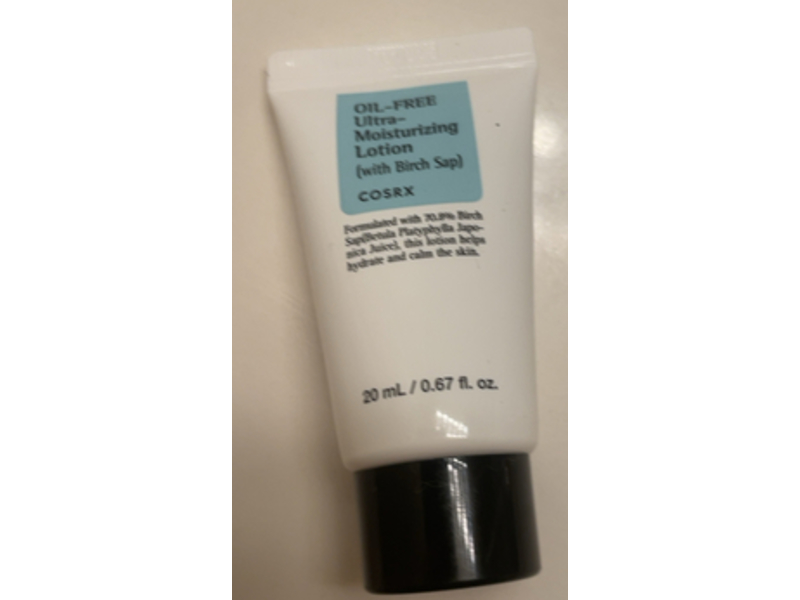 OIL-FREE
Ultra-
Moisturizing
Lotion
(with Birch Sap)
COSRX
Formulated with 70.8% Birch
Sap(Betula Platyphylla Japo-
nica Juice), this lotion helps
hydrate and calm the skin.
20 mL / 0.67 fl. oz.